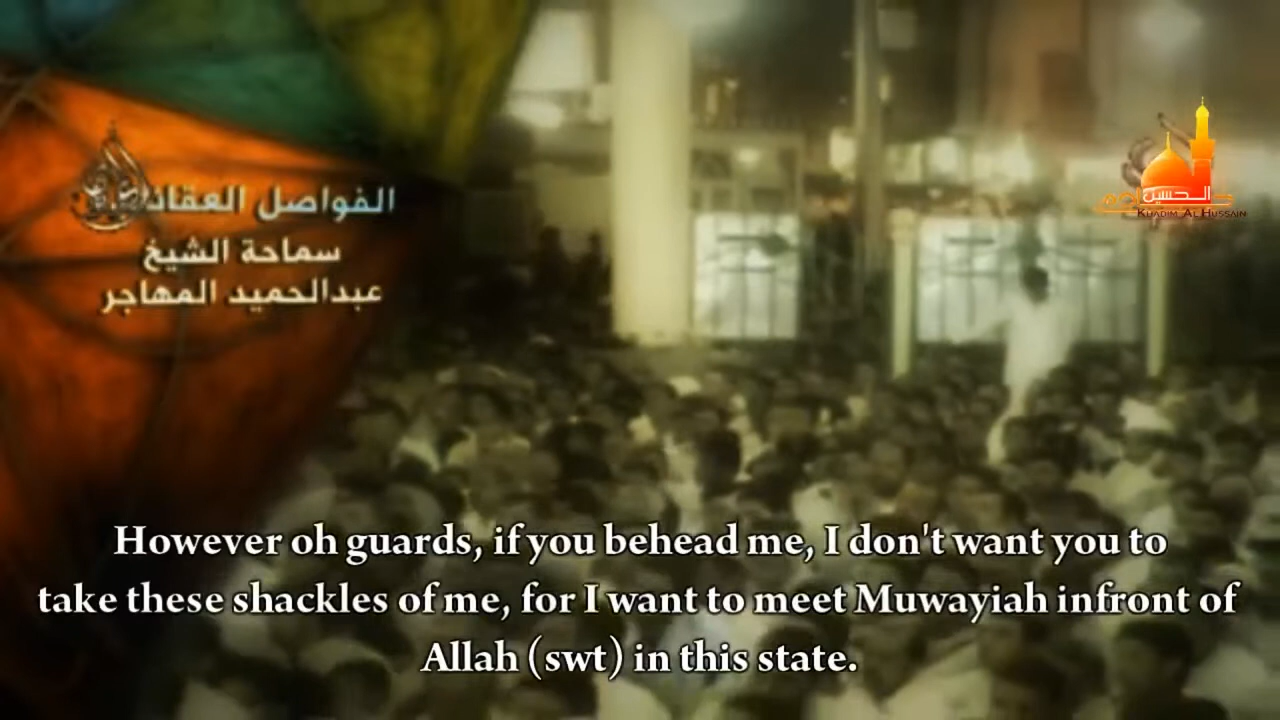 الفواصل العقائدية
سماحة الشيخ
عبدالحميد المهاجر
الحسين
KHADIM AL HUSSAIN
However oh guards, if you behead me, I don't want you to
take these shackles of me, for I want to meet Muwayiah infront of
Allah (swt) in this state.